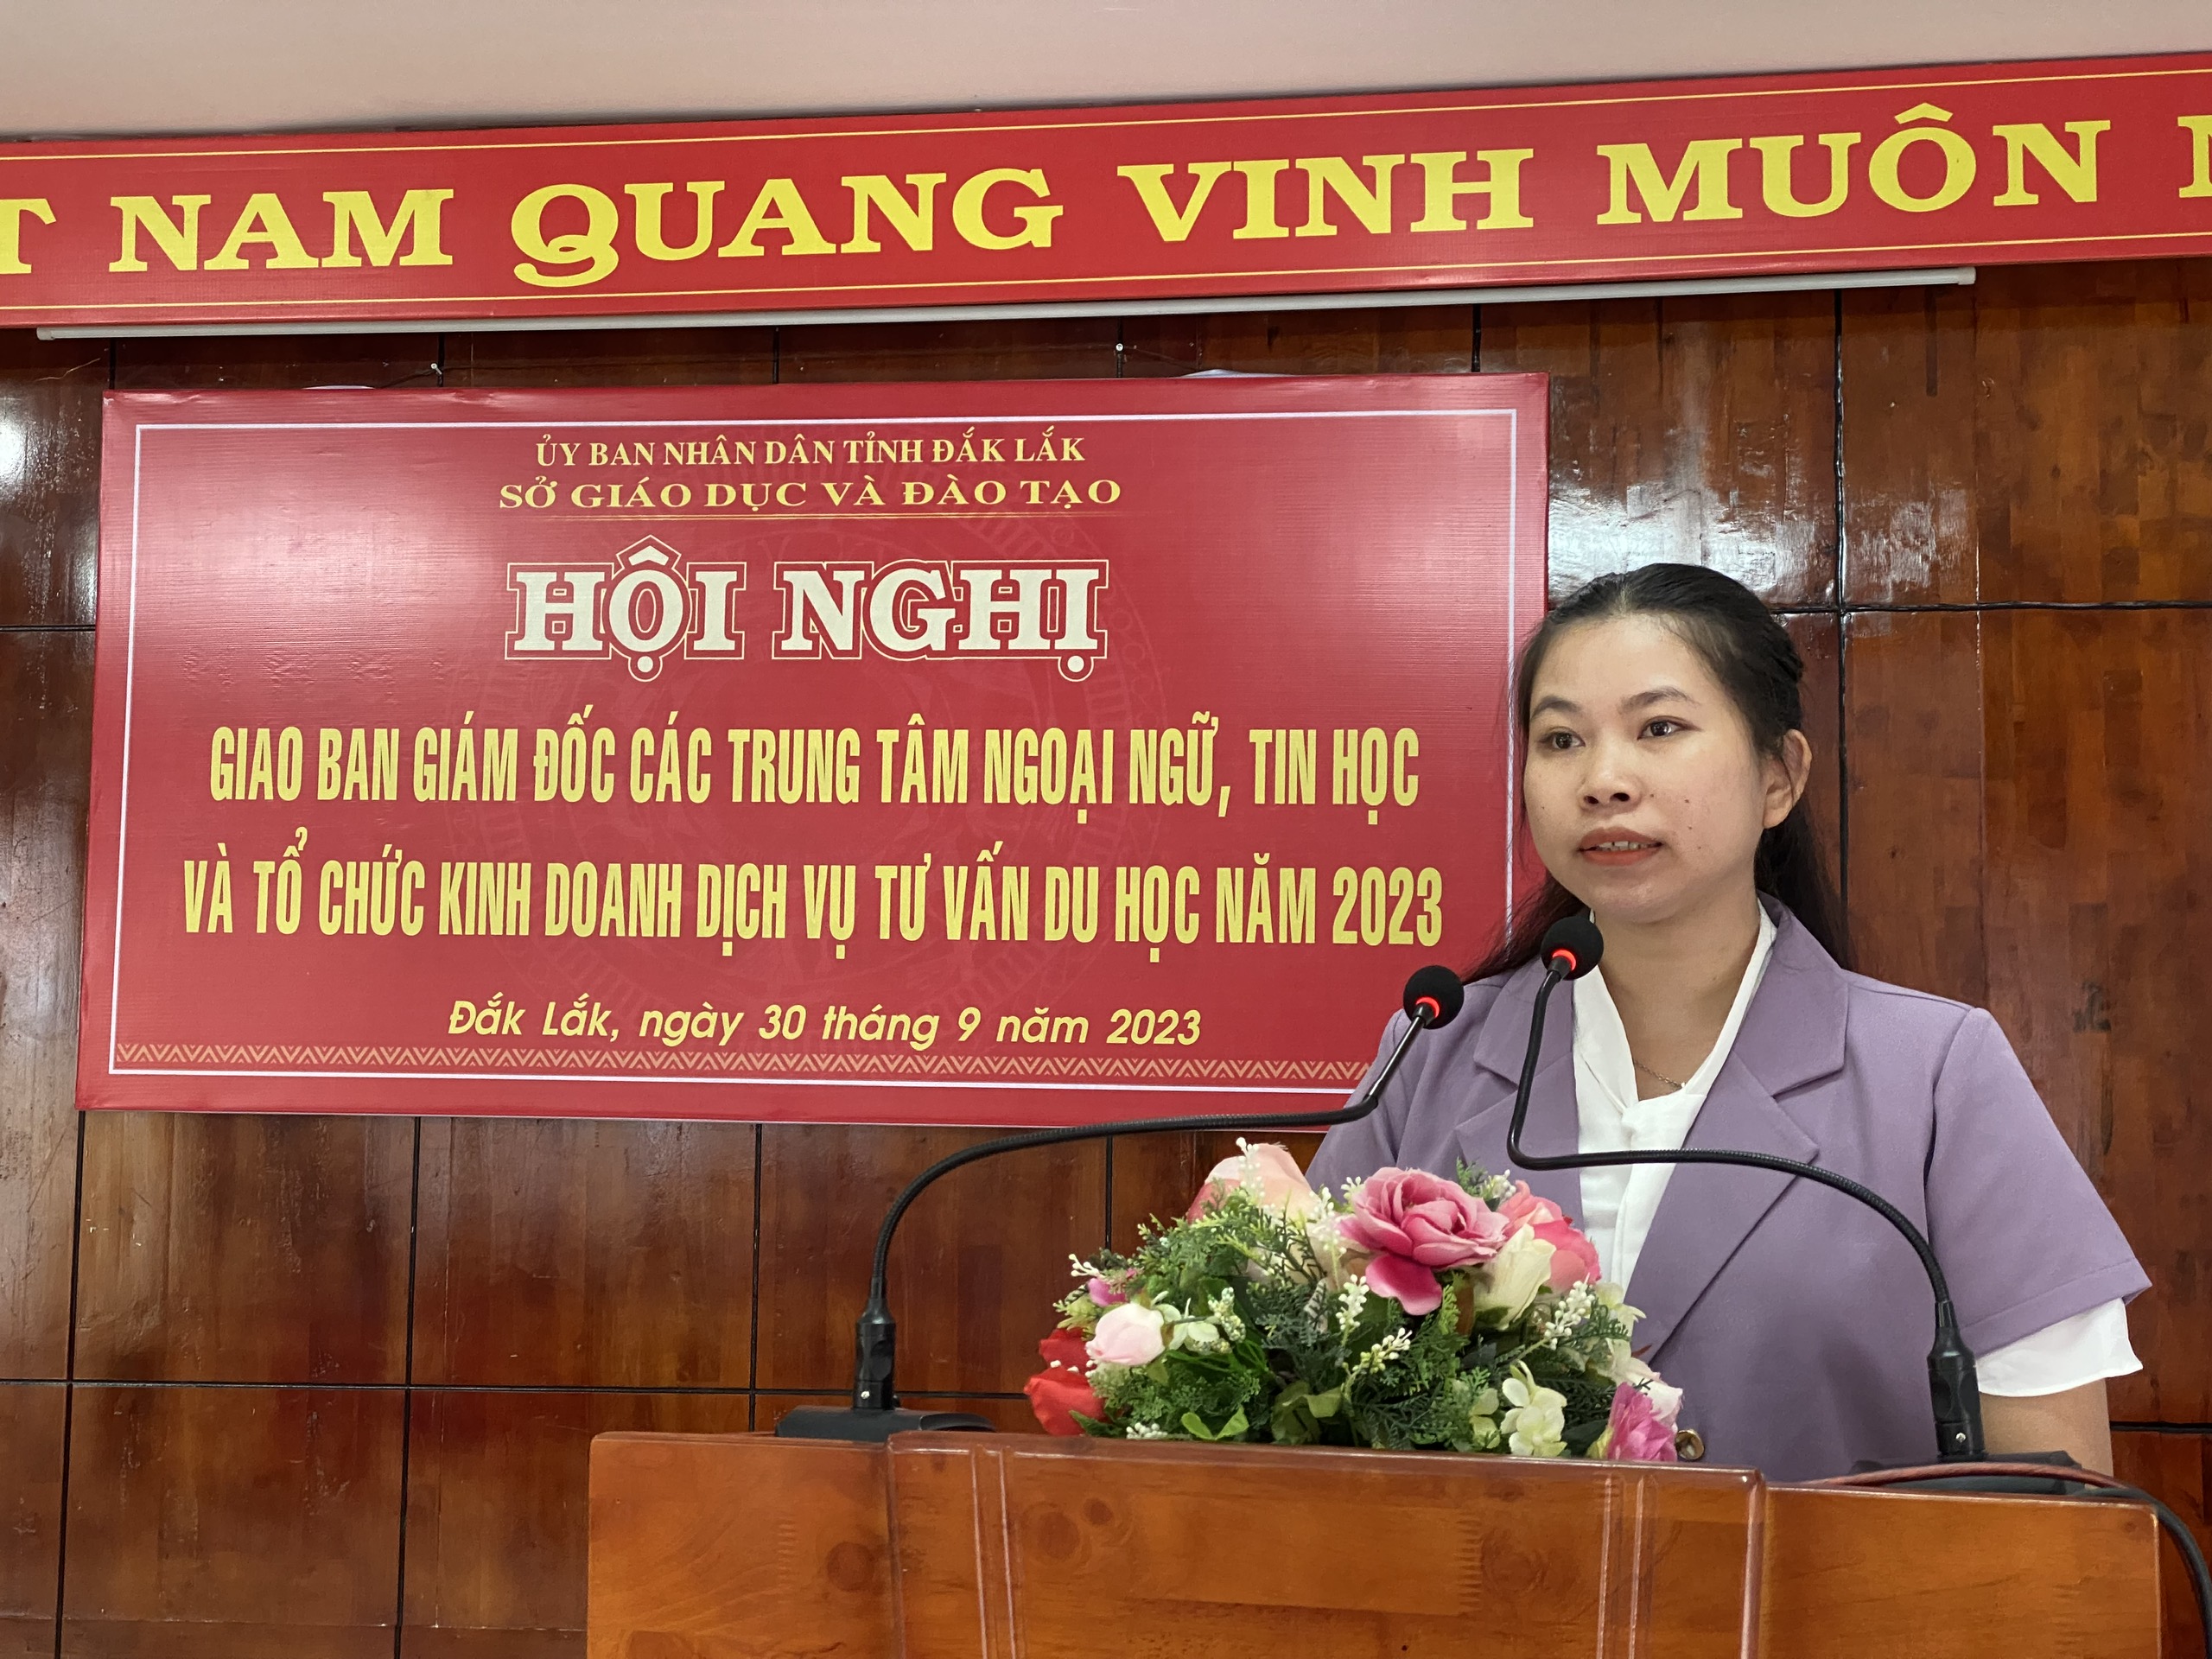 NAM QUANG VINH MUÔN
ỦY BAN NHÂN DÂN TỈNH ĐẮK LẮK
SỞ GIÁO DỤC VÀ ĐÀO TẠO
HỘI NGHỊ
GIAO BAN GIÁM ĐỐC CÁC TRUNG TÂM NGOẠI NGỮ, TIN HỌC
VÀ TỔ CHỨC KINH DOANH DỊCH VỤ TƯ VẤN DU HỌC NĂM 2023
Đắk Lắk, ngày 30 tháng 9 năm 2023